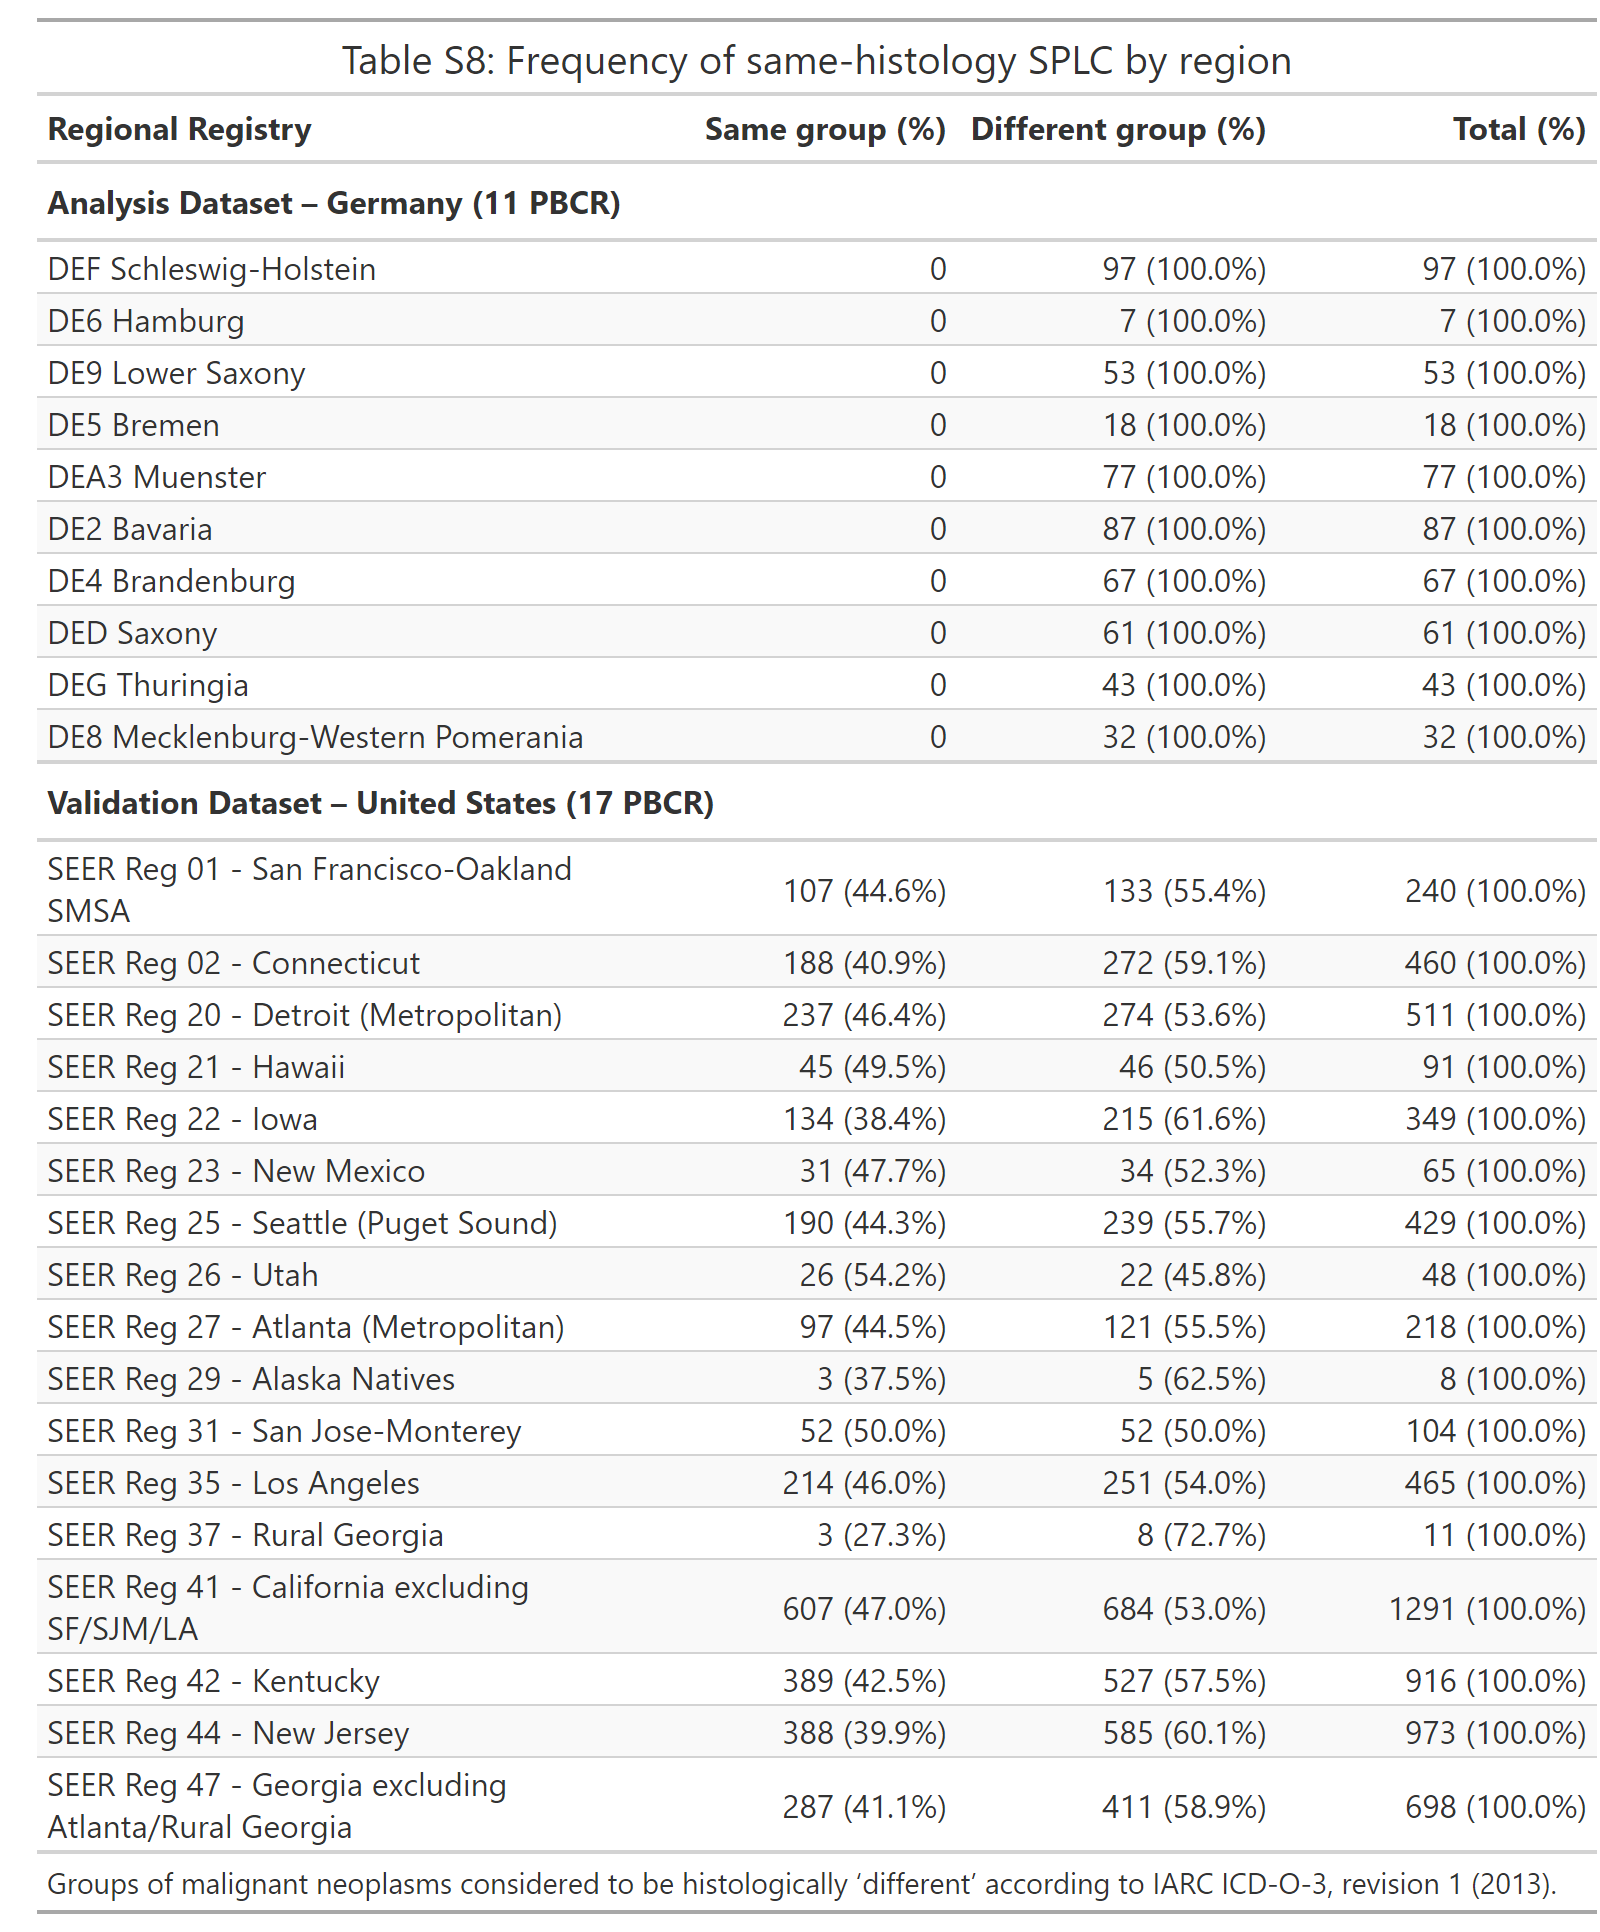 Table S8: Frequency of same-histology SPLC by region
Regional Registry Same group (%) Different group (%) Total (%)
Analysis Dataset – Germany (11 PBCR)
DEF Schleswig-Holstein 0 97 (100.0%) 97 (100.0%)
DE6 Hamburg 0 7 (100.0%) 7 (100.0%)
DE9 Lower Saxony 0 53 (100.0%) 53 (100.0%)
DE5 Bremen 0 18 (100.0%) 18 (100.0%)
DEA3 Muenster 0 77 (100.0%) 77 (100.0%)
DE2 Bavaria 0 87 (100.0%) 87 (100.0%)
DE4 Brandenburg 0 67 (100.0%) 67 (100.0%)
DED Saxony 0 61 (100.0%) 61 (100.0%)
DEG Thuringia 0 43 (100.0%) 43 (100.0%)
DE8 Mecklenburg-Western Pomerania 0 32 (100.0%) 32 (100.0%)
Validation Dataset – United States (17 PBCR)
SEER Reg 01 - San Francisco-Oakland
SMSA 107 (44.6%) 133 (55.4%) 240 (100.0%)
SEER Reg 02 - Connecticut 188 (40.9%) 272 (59.1%) 460 (100.0%)
SEER Reg 20 - Detroit (Metropolitan) 237 (46.4%) 274 (53.6%) 511 (100.0%)
SEER Reg 21 - Hawaii 45 (49.5%) 46 (50.5%) 91 (100.0%)
SEER Reg 22 - Iowa 134 (38.4%) 215 (61.6%) 349 (100.0%)
SEER Reg 23 - New Mexico 31 (47.7%) 34 (52.3%) 65 (100.0%)
SEER Reg 25 - Seattle (Puget Sound) 190 (44.3%) 239 (55.7%) 429 (100.0%)
SEER Reg 26 - Utah 26 (54.2%) 22 (45.8%) 48 (100.0%)
SEER Reg 27 - Atlanta (Metropolitan) 97 (44.5%) 121 (55.5%) 218 (100.0%)
SEER Reg 29 - Alaska Natives 3 (37.5%) 5 (62.5%) 8 (100.0%)
SEER Reg 31 - San Jose-Monterey 52 (50.0%) 52 (50.0%) 104 (100.0%)
SEER Reg 35 - Los Angeles 214 (46.0%) 251 (54.0%) 465 (100.0%)
SEER Reg 37 - Rural Georgia 3 (27.3%) 8 (72.7%) 11 (100.0%)
SEER Reg 41 - California excluding
SF/SJM/LA 607 (47.0%) 684 (53.0%) 1291 (100.0%)
SEER Reg 42 - Kentucky 389 (42.5%) 527 (57.5%) 916 (100.0%)
SEER Reg 44 - New Jersey 388 (39.9%) 585 (60.1%) 973 (100.0%)
SEER Reg 47 - Georgia excluding
Atlanta/Rural Georgia 287 (41.1%) 411 (58.9%) 698 (100.0%)
Groups of malignant neoplasms considered to be histologically ‘different’ according to IARC ICD-O-3, revision 1 (2013).